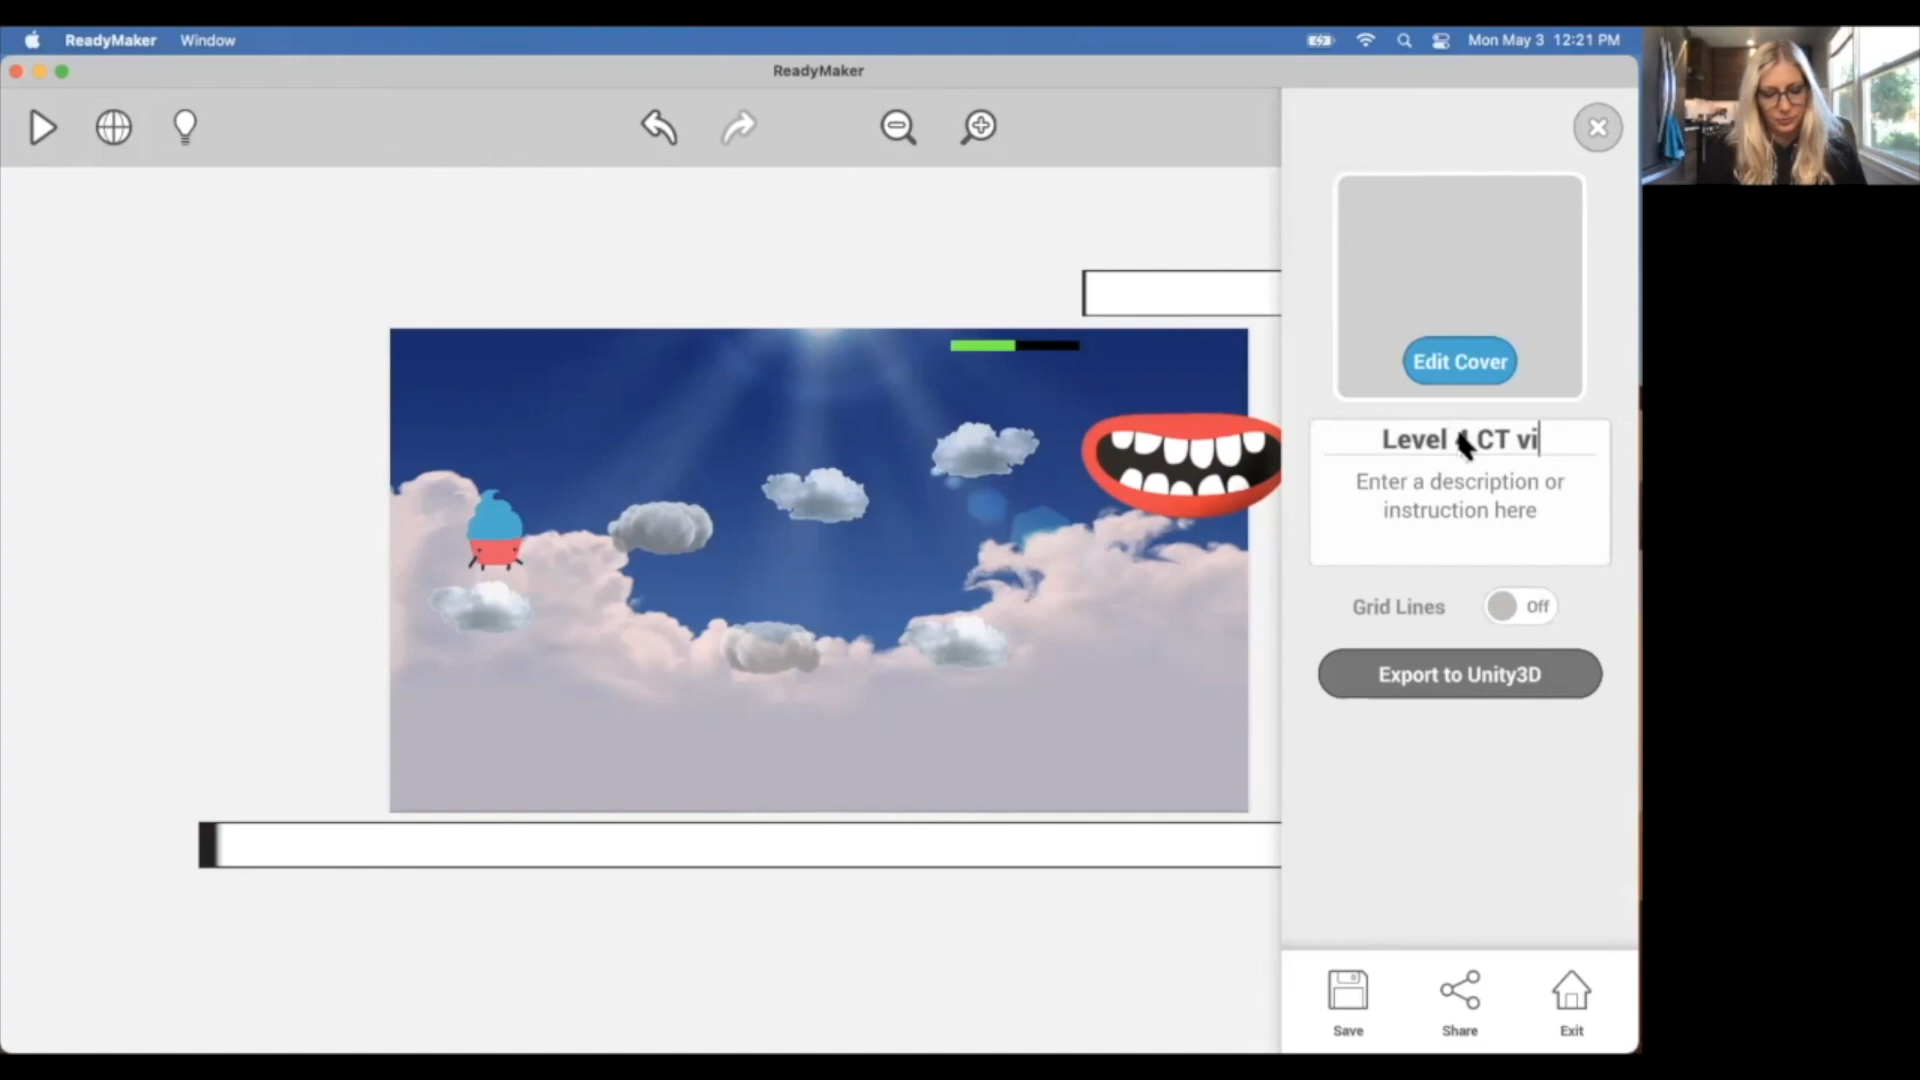 ReadyMaker Window
Mon May 3 12:21 PM
ReadyMaker
Edit Cover
Level 4 CT vi
Enter a description or
instruction here
Grid Lines
Off
Export to Unity3D
Save
Share
Exit